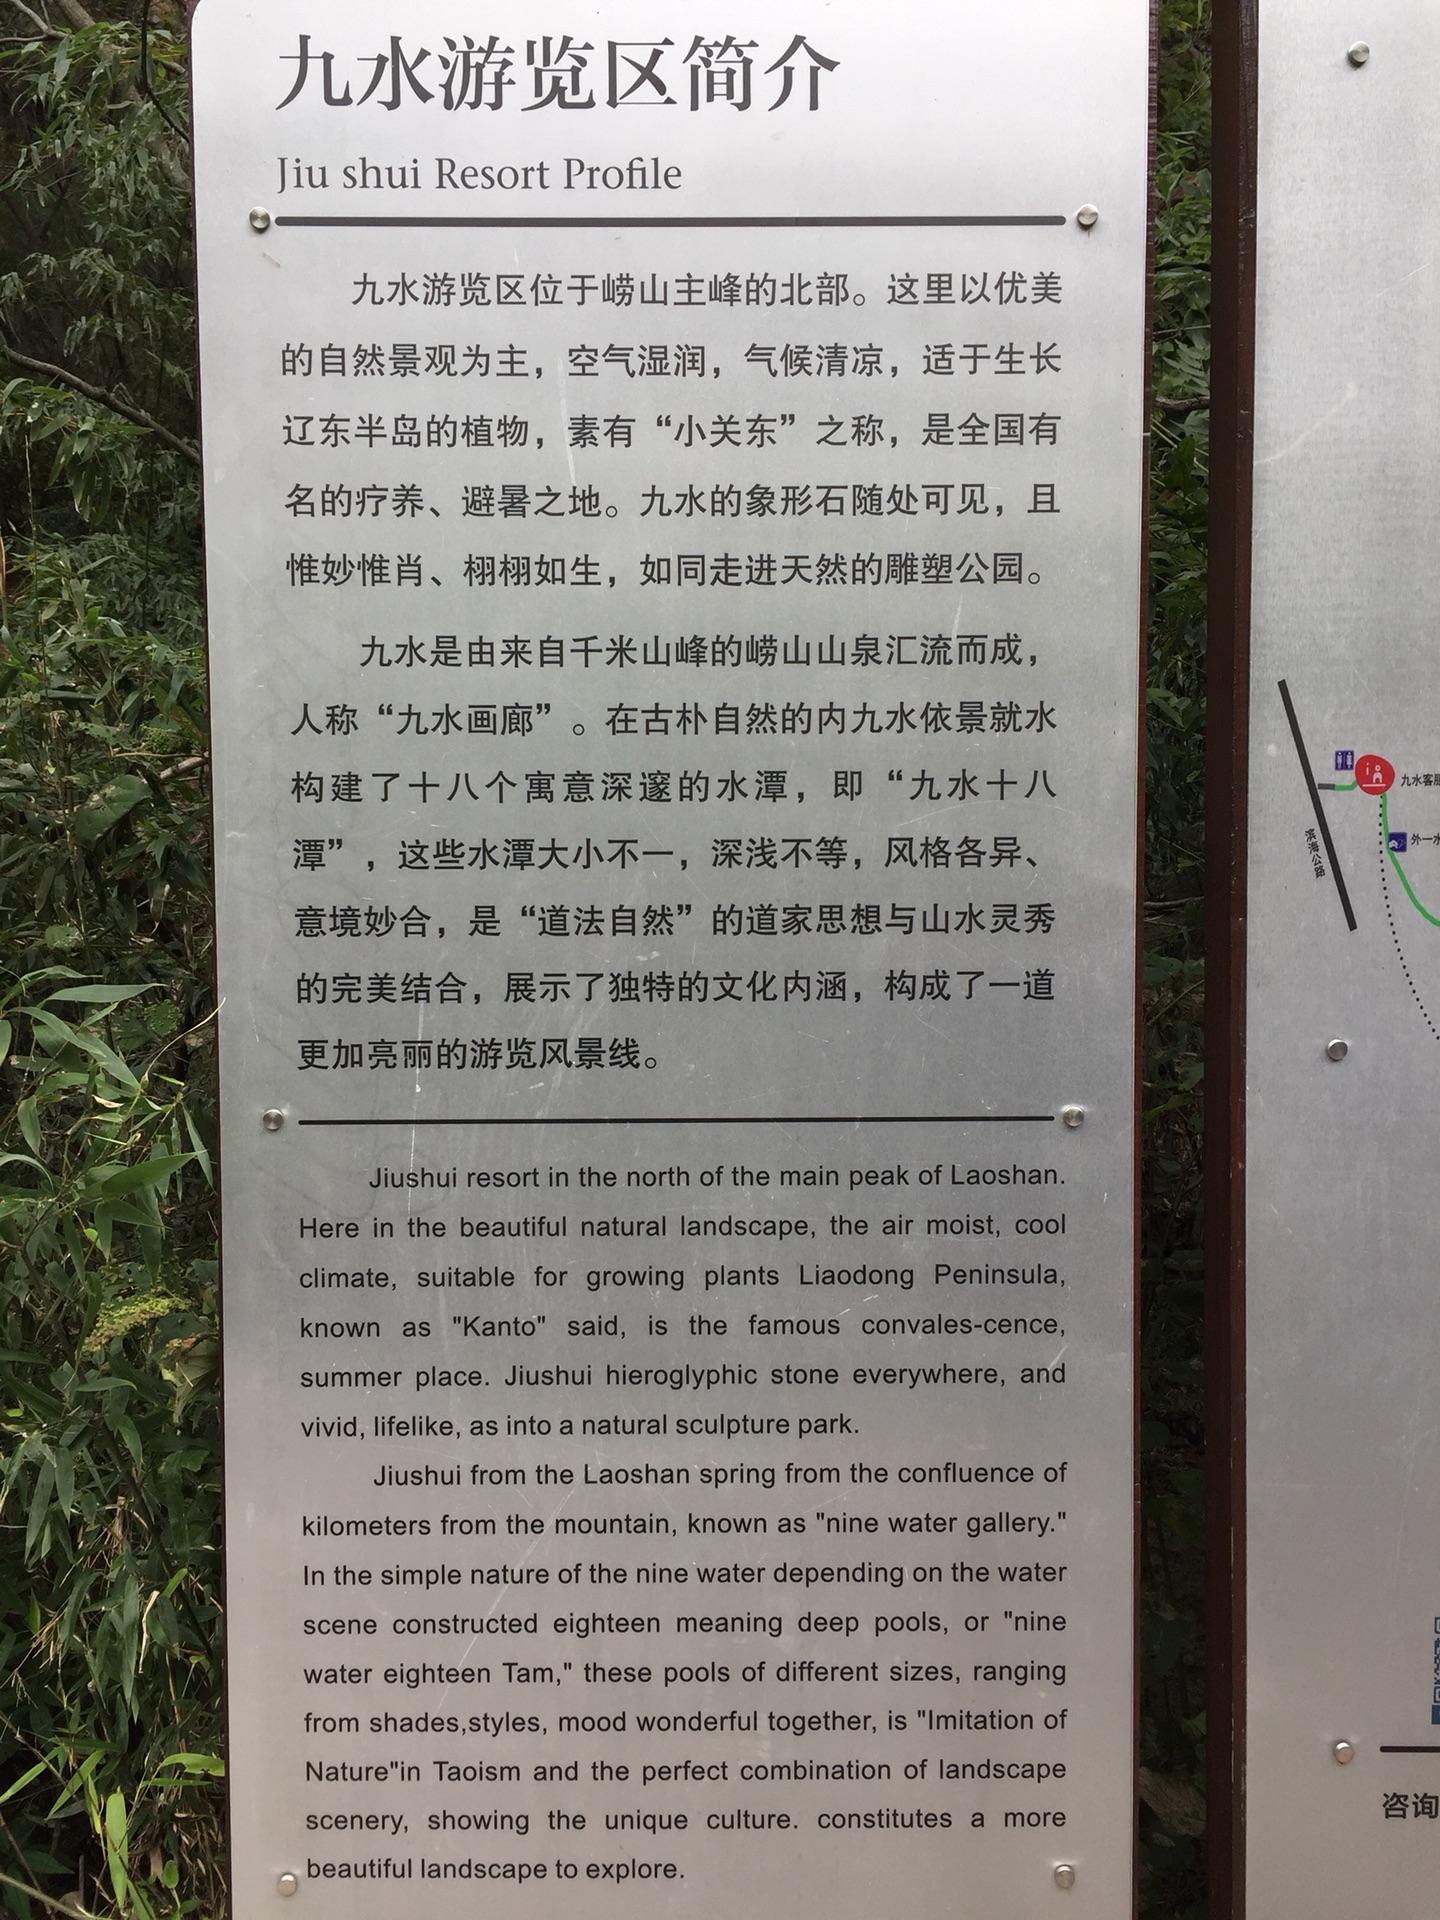 九水游览区简介
Jiu shui Resort Profile
九水游览区位于崂山主峰的北部。这里以优美
的自然景观为主，空气湿润，气候清凉，适于生长
辽东半岛的植物，素有“小关东”之称，是全国有
名的疗养、避暑之地。九水的象形石随处可见，且
惟妙惟肖、栩栩如生，如同走进天然的雕塑公园。
九水是由来自千米山峰的崂山山泉汇流而成，
人称“九水画廊”。在古朴自然的内九水依景就水
构建了十八个寓意深邃的水潭，即“九水十八
潭”，这些水潭大小不一，深浅不等，风格各异、
意境妙合，是“道法自然”的道家思想与山水灵秀
的完美结合，展示了独特的文化内涵，构成了一道
更加亮丽的游览风景线。
Jiushui resort in the north of the main peak of Laoshan.
Here in the beautiful natural landscape, the air moist, cool
climate, suitable for growing plants Liaodong Peninsula,
known as "Kanto" said, is the famous convales-cence,
summer place. Jiushui hieroglyphic stone everywhere, and
vivid, lifelike, as into a natural sculpture park.
Jiushui from the Laoshan spring from the confluence of
kilometers from the mountain, known as "nine water gallery."
In the simple nature of the nine water depending on the water
scene constructed eighteen meaning deep pools, or "nine
water eighteen Tam," these pools of different sizes, ranging
from shades,styles, mood wonderful together, is "Imitation of
Nature"in Taoism and the perfect combination of landscape
scenery, showing the unique culture. constitutes a more
beautiful landscape to explore.
九水客服
外一水
滨海公路
咨询